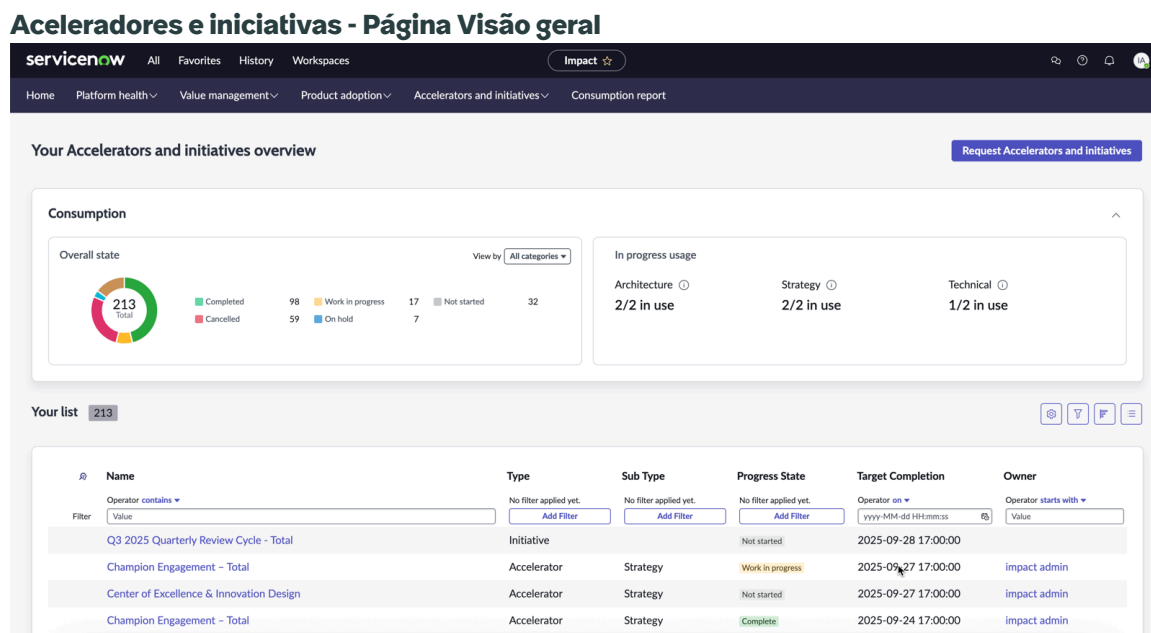 Aceleradores e iniciativas - Página Visão geral
servicenow All Favorites History Workspaces Impact IA
Home Platform health Value management Product adoption Accelerators and initiatives Consumption report
Your Accelerators and initiatives overview Request Accelerators and initiatives
Consumption
Overall state View by All categories In progress usage
Architecture Strategy Technical
213 Total
Completed 98 Work in progress 17 Not started 32
2/2 in use 2/2 in use 1/2 in use
Cancelled 59 On hold 7
Your list 213
Name Type Sub Type Progress State Target Completion Owner
Operator contains No filter applied yet. No filter applied yet. No filter applied yet. Operator on Operator starts with
Filter Value Add Filter Add Filter Add Filter yyyy-MM-dd HH:mm:ss Value
Q3 2025 Quarterly Review Cycle - Total Initiative Not started 2025-09-28 17:00:00
Champion Engagement – Total Accelerator Strategy Work in progress 2025-09-27 17:00:00 impact admin
Center of Excellence & Innovation Design Accelerator Strategy Not started 2025-09-27 17:00:00 impact admin
Champion Engagement – Total Accelerator Strategy Complete 2025-09-24 17:00:00 impact admin